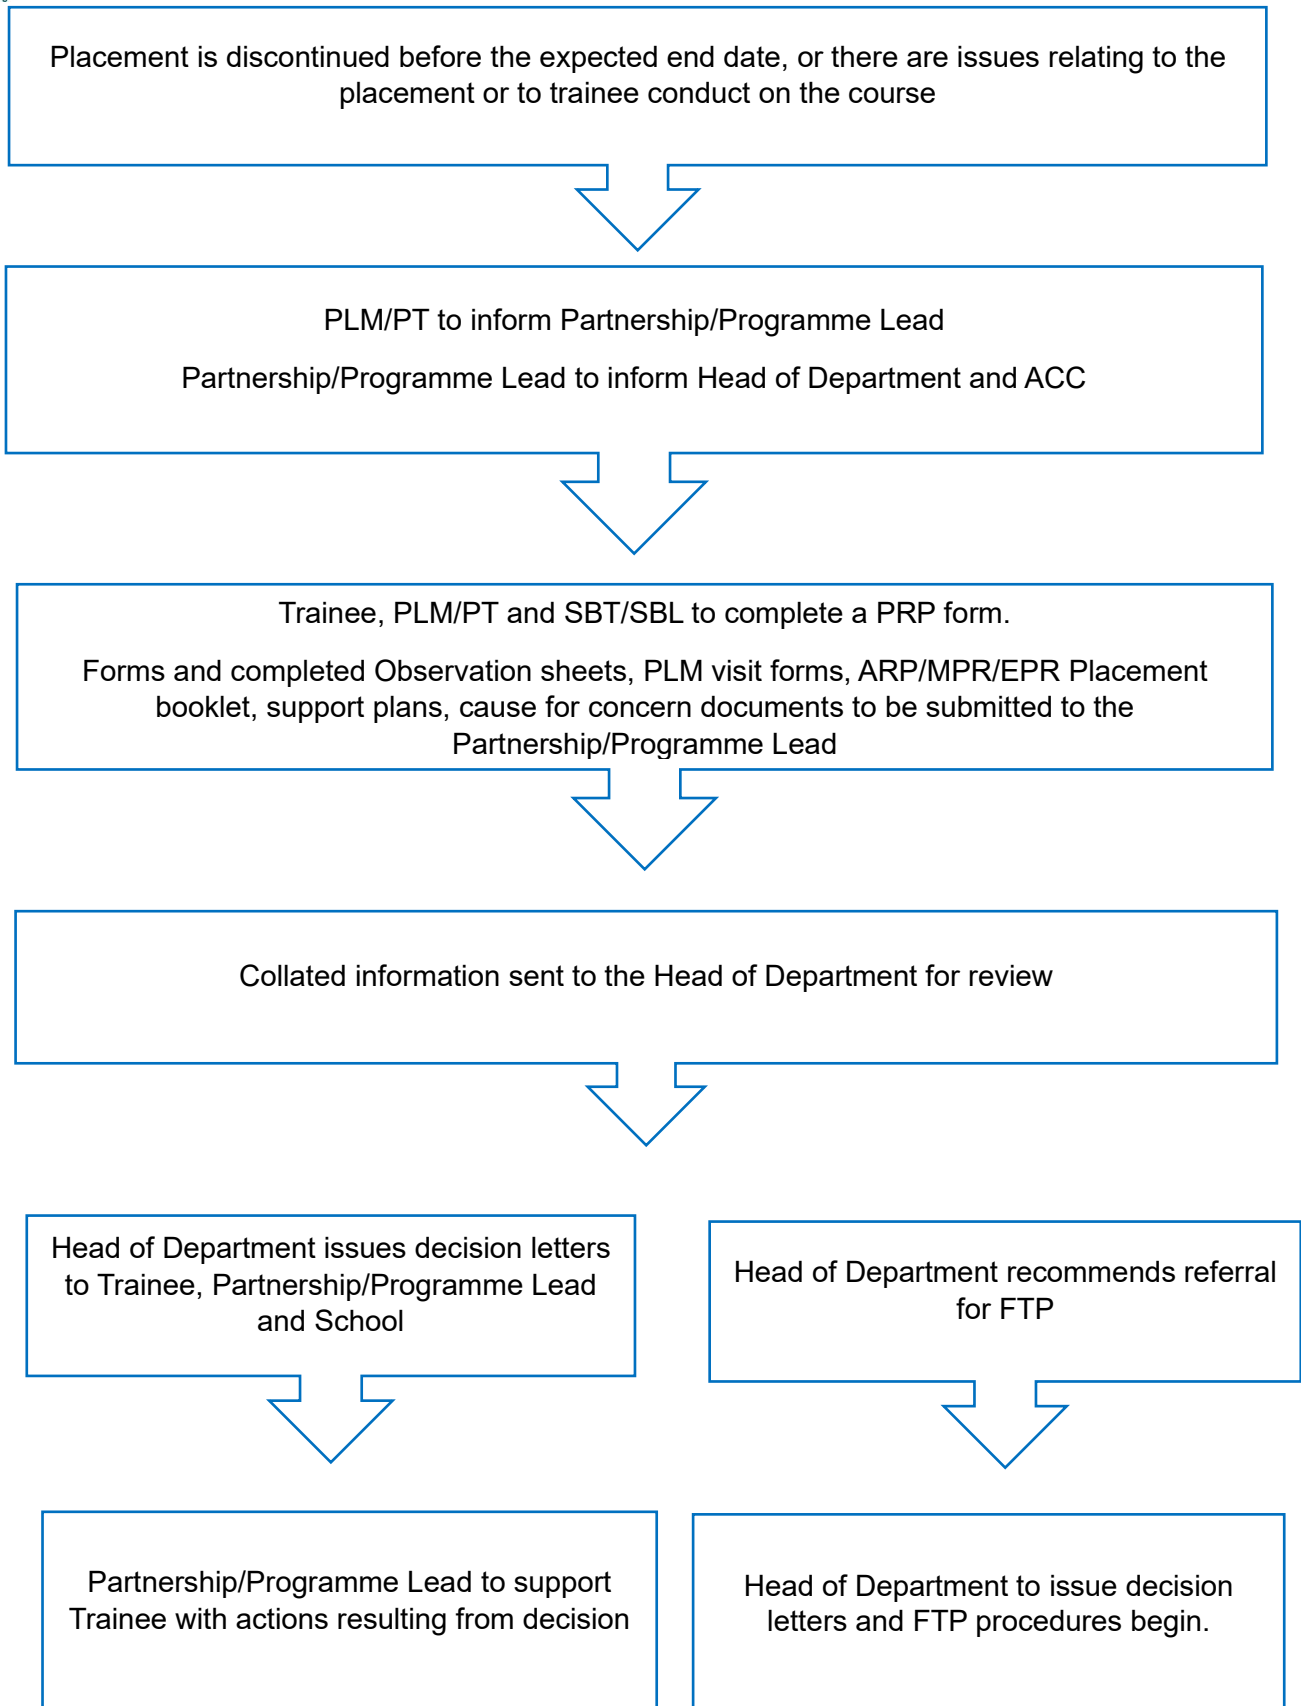 Placement is discontinued before the expected end date, or there are issues relating to the
placement or to trainee conduct on the course
PLM/PT to inform Partnership/Programme Lead
Partnership/Programme Lead to inform Head of Department and ACC
Trainee, PLM/PT and SBT/SBL to complete a PRP form.
Forms and completed Observation sheets, PLM visit forms, ARP/MPR/EPR Placement
booklet, support plans, cause for concern documents to be submitted to the
Partnership/Programme Lead
Collated information sent to the Head of Department for review
Head of Department issues decision letters
to Trainee, Partnership/Programme Lead
and School
Head of Department recommends referral
for FTP
Partnership/Programme Lead to support
Trainee with actions resulting from decision
Head of Department to issue decision
letters and FTP procedures begin.